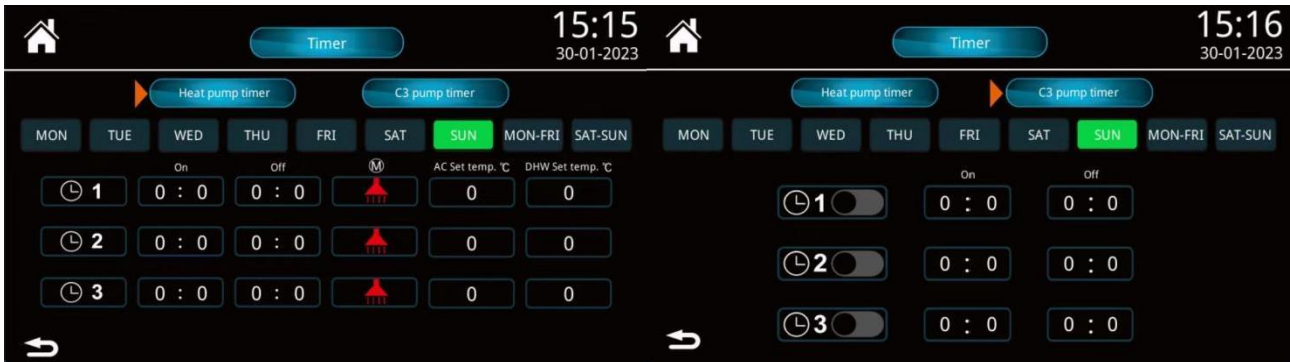 Timer
15:15
30-01-2023
Heat pump timer
C3 pump timer
MON TUE WED THU FRI SAT SUN MON-FRI SAT-SUN
On Off M AC Set temp. ℃ DHW Set temp. ℃
1 0 : 0 0 : 0 0 0
2 0 : 0 0 : 0 0 0
3 0 : 0 0 : 0 0 0
Timer
15:16
30-01-2023
Heat pump timer
C3 pump timer
MON TUE WED THU FRI SAT SUN MON-FRI SAT-SUN
On Off
1 0 : 0 0 : 0
2 0 : 0 0 : 0
3 0 : 0 0 : 0